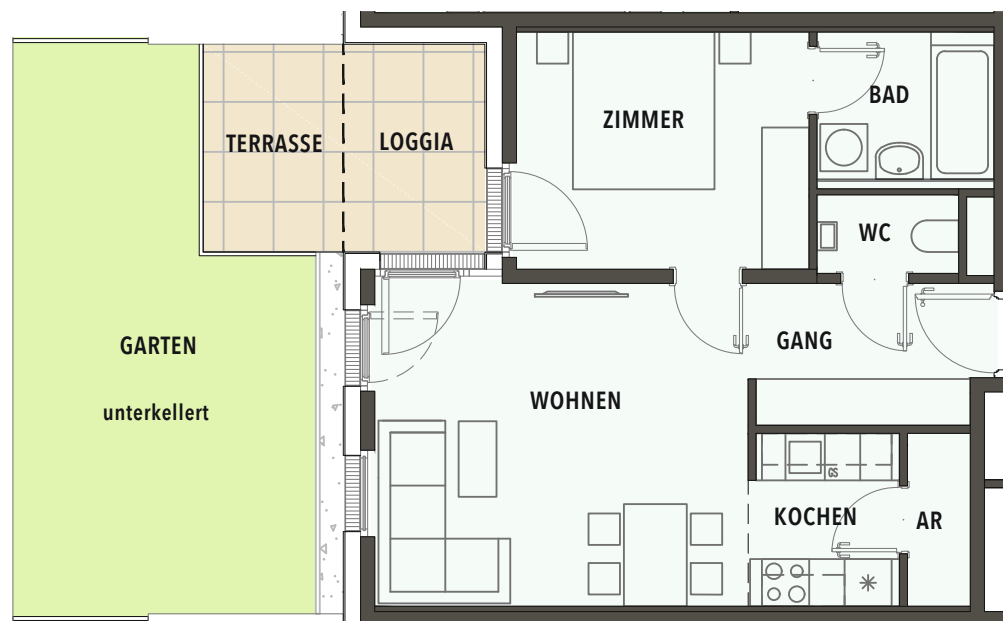 BAD
ZIMMER
TERRASSE
LOGGIA
WC
GARTEN
GANG
unterkellert
WOHNEN
GS
KOCHEN
AR